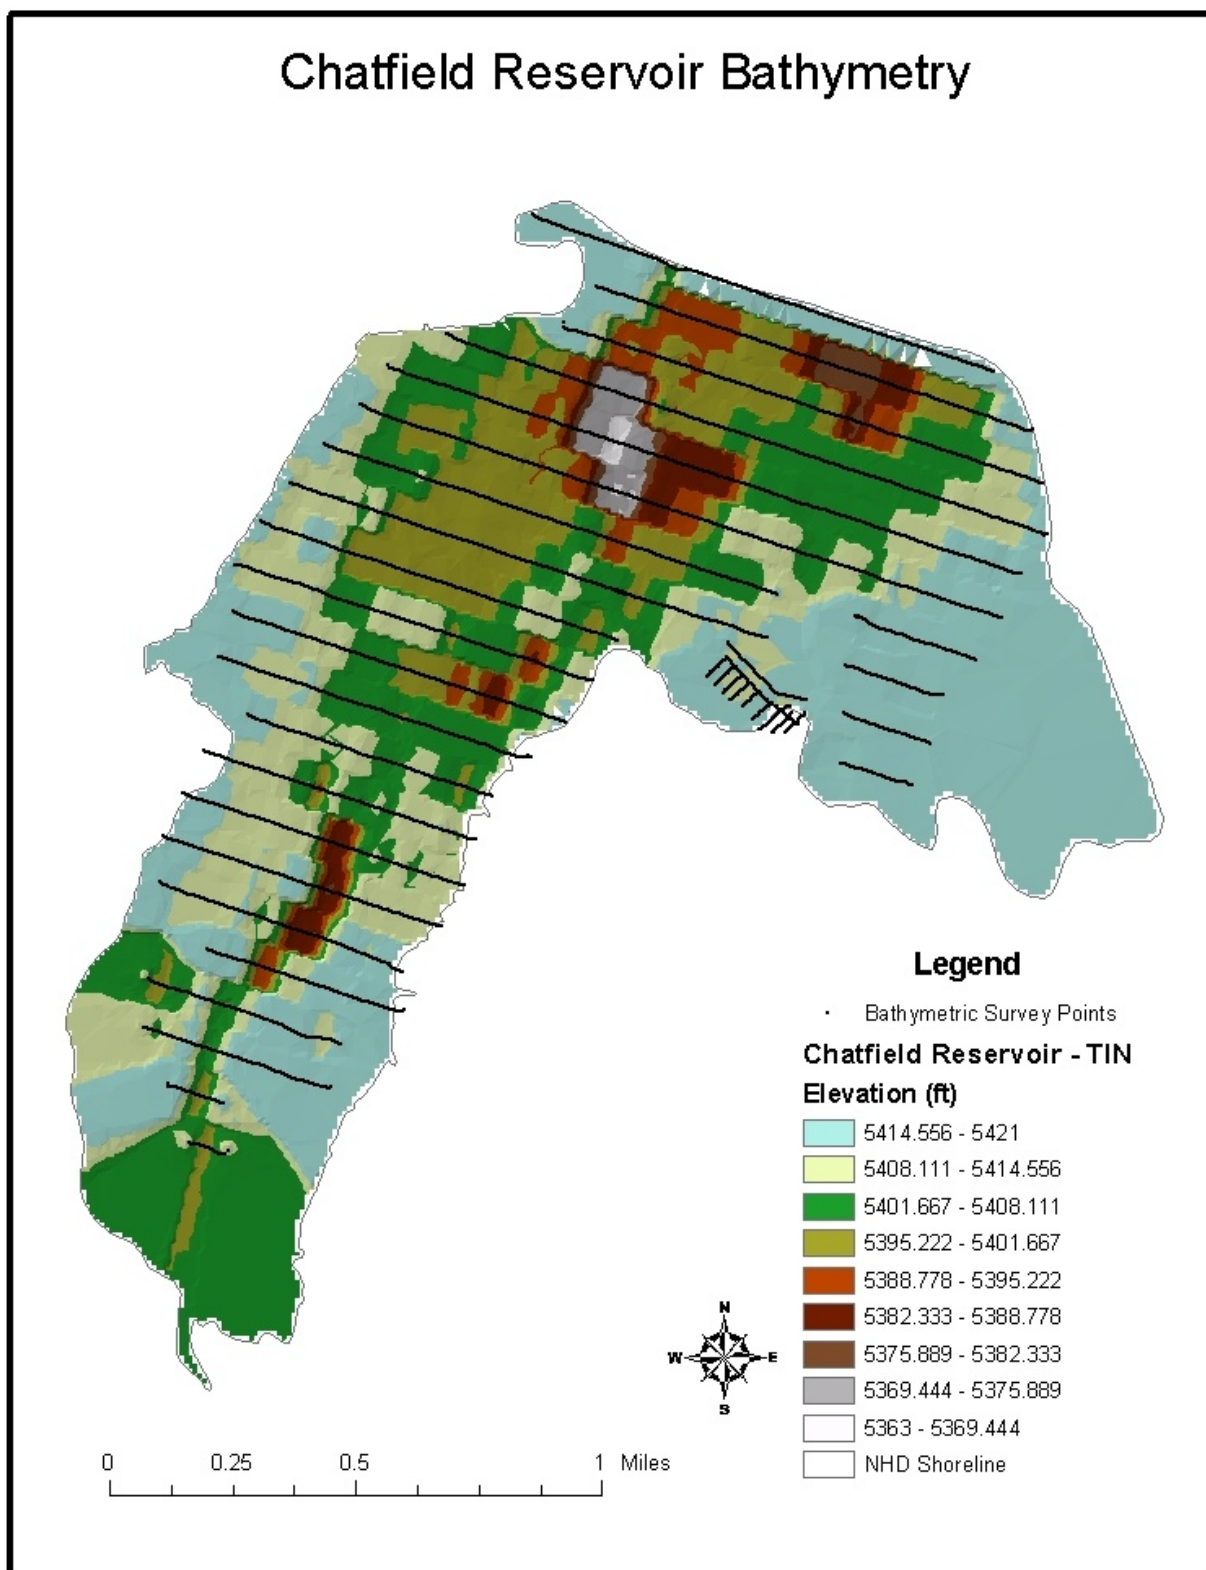 Chatfield Reservoir Bathymetry
Legend
Bathymetric Survey Points
Chatfield Reservoir - TIN
Elevation (ft)
5414.556 - 5421
5408.111 - 5414.556
5401.667 - 5408.111
5395.222 - 5401.667
5388.778 - 5395.222
5382.333 - 5388.778
5375.889 - 5382.333
5369.444 - 5375.889
5363 - 5369.444
NHD Shoreline
N
W E
S
0 0.25 0.5 1 Miles